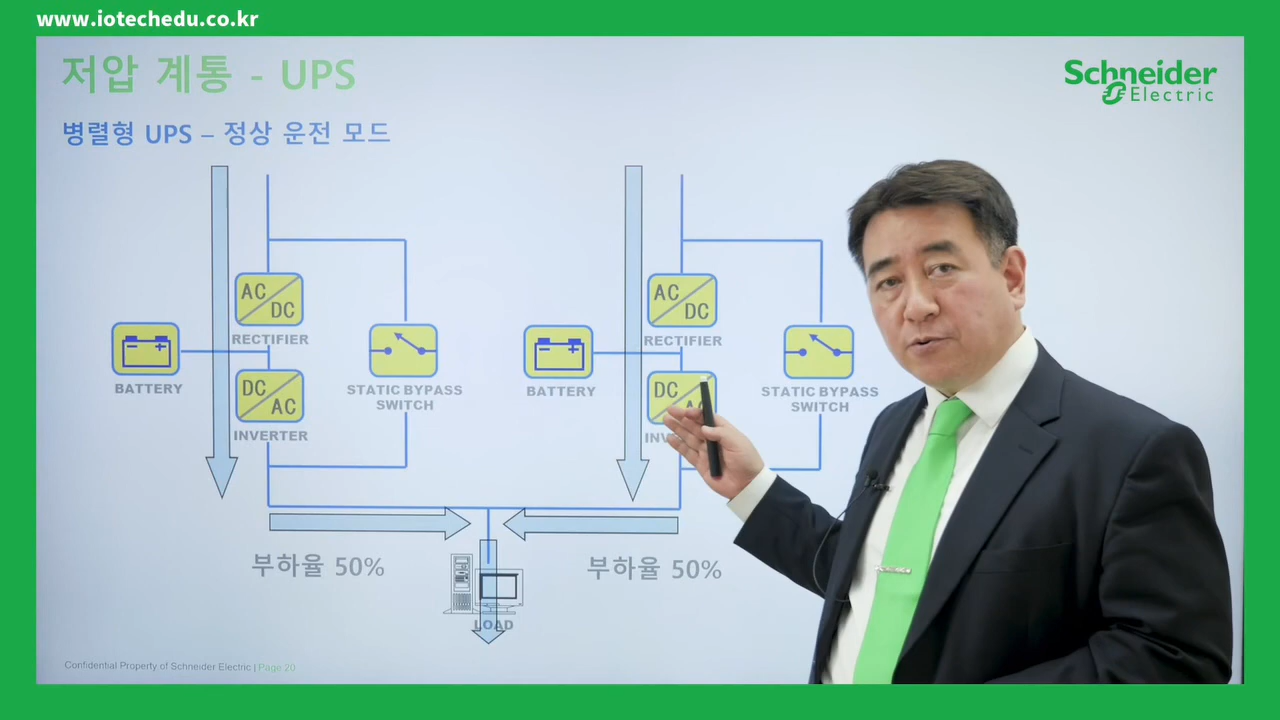 www.iotechedu.co.kr
저압 계통 - UPS
Schneider
Electric
병렬형 UPS – 정상 운전 모드
AC
DC
RECTIFIER
BATTERY
DC
AC
INVERTER
STATIC BYPASS
SWITCH
AC
DC
RECTIFIER
BATTERY
DC
STATIC BYPASS
SWITCH
부하율 50%
부하율 50%
LOAD
Confidential Property of Schneider Electric | Page 20